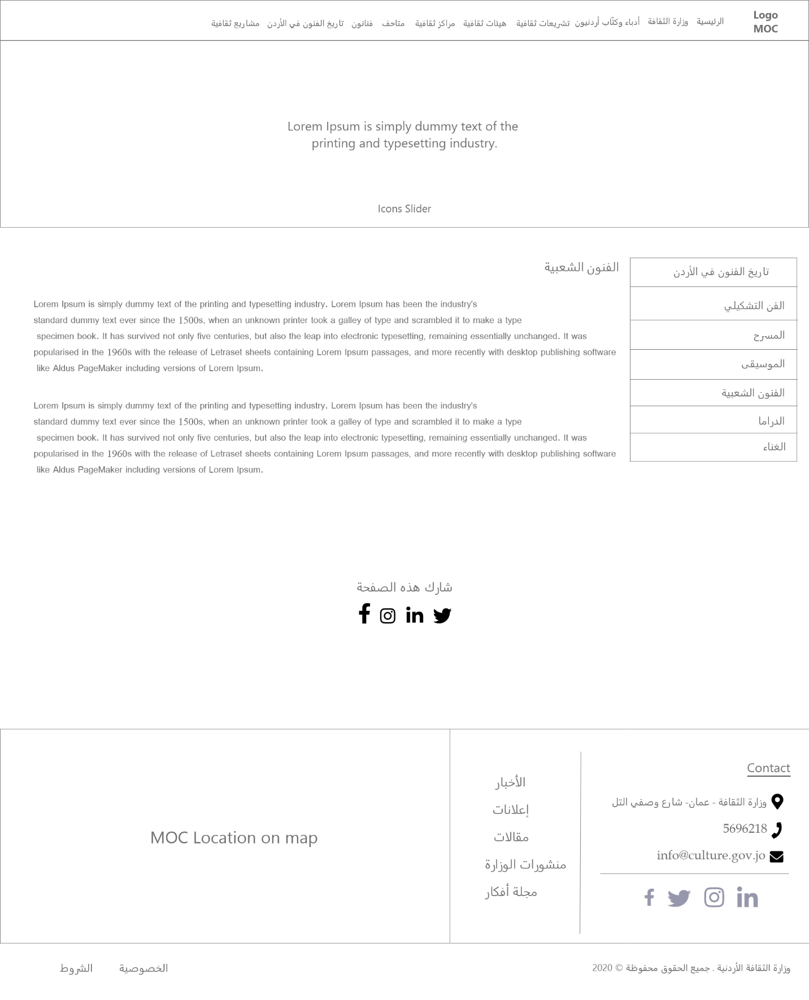 Logo
MOC
الرئيسية
وزارة الثقافة
أدباء وكتّاب أردنيون
تشريعات ثقافية
هيئات ثقافية
مراكز ثقافية
متاحف
فنانون
تاريخ الفنون في الأردن
مشاريع ثقافية
Lorem Ipsum is simply dummy text of the
printing and typesetting industry.
Icons Slider
تاريخ الفنون في الأردن
الفن التشكيلي
المسرح
الموسيقى
الفنون الشعبية
الدراما
الغناء
الفنون الشعبية
Lorem Ipsum is simply dummy text of the printing and typesetting industry. Lorem Ipsum has been the industry's
standard dummy text ever since the 1500s, when an unknown printer took a galley of type and scrambled it to make a type
specimen book. It has survived not only five centuries, but also the leap into electronic typesetting, remaining essentially unchanged. It was
popularised in the 1960s with the release of Letraset sheets containing Lorem Ipsum passages, and more recently with desktop publishing software
like Aldus PageMaker including versions of Lorem Ipsum.
Lorem Ipsum is simply dummy text of the printing and typesetting industry. Lorem Ipsum has been the industry's
standard dummy text ever since the 1500s, when an unknown printer took a galley of type and scrambled it to make a type
specimen book. It has survived not only five centuries, but also the leap into electronic typesetting, remaining essentially unchanged. It was
popularised in the 1960s with the release of Letraset sheets containing Lorem Ipsum passages, and more recently with desktop publishing software
like Aldus PageMaker including versions of Lorem Ipsum.
شارك هذه الصفحة
Contact
وزارة الثقافة - عمان- شارع وصفي التل
5696218
info@culture.gov.jo
الأخبار
إعلانات
مقالات
منشورات الوزارة
مجلة أفكار
MOC Location on map
وزارة الثقافة الأردنية . جميع الحقوق محفوظة © 2020
الخصوصية
الشروط